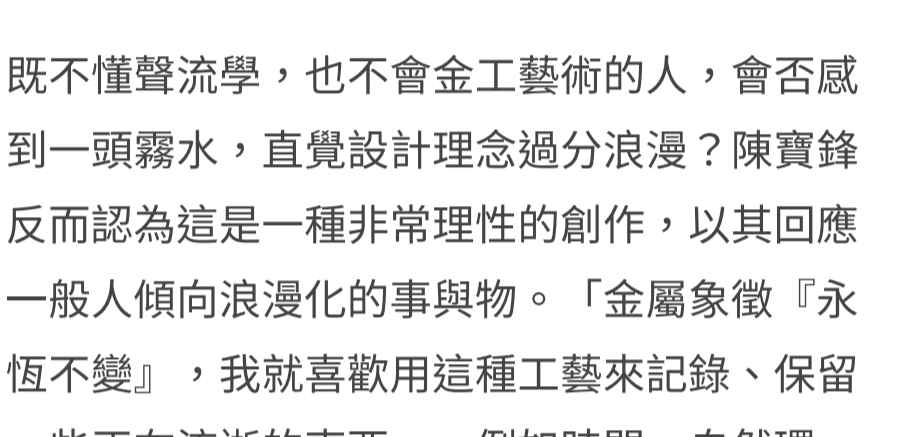 既不懂聲流學，也不會金工藝術的人，會否感
到一頭霧水，直覺設計理念過分浪漫？陳寶鋒
反而認為這是一種非常理性的創作，以其回應
一般人傾向浪漫化的事與物。「金屬象徵『永
恆不變』，我就喜歡用這種工藝來記錄、保留